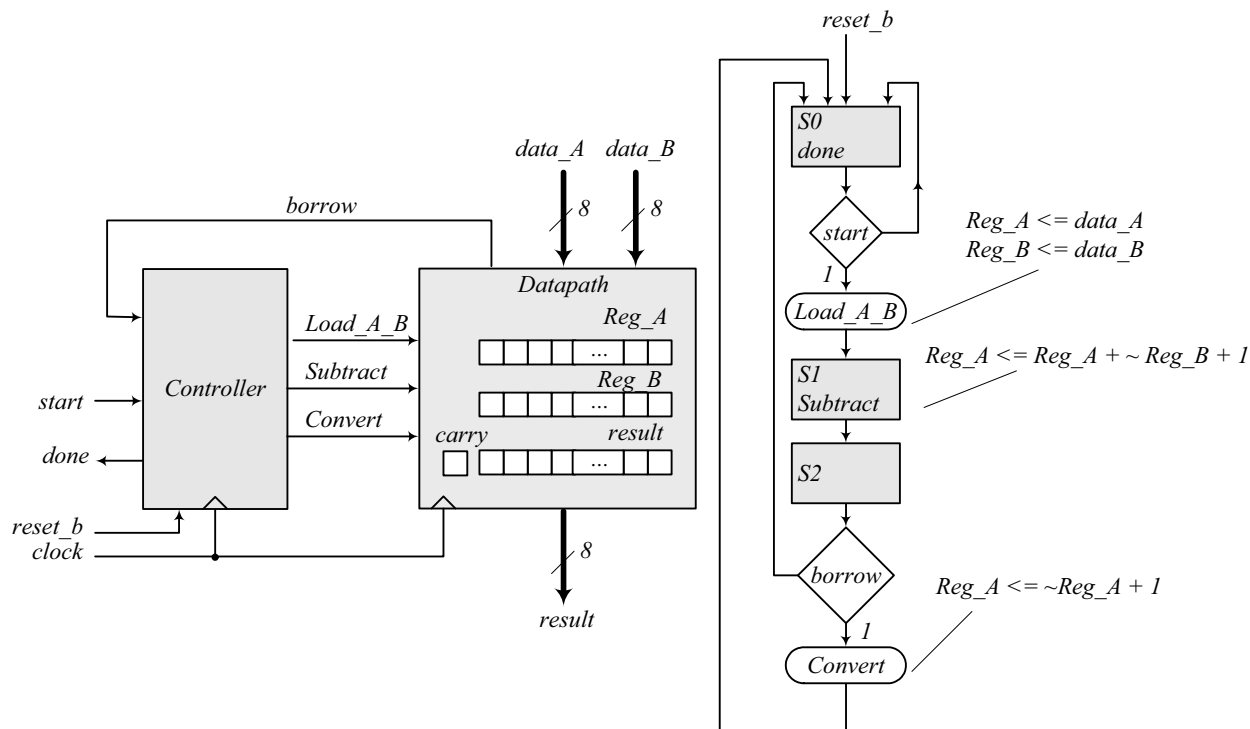 data_A
data_B
8
8
borrow
Datapath
Reg_A
...
Reg_B
...
carry
result
...
Load_A_B
Subtract
Convert
Controller
start
done
reset_b
clock
8
result
reset_b
S0
done
start
1
Load_A_B
Reg_A <= data_A
Reg_B <= data_B
S1
Subtract
Reg_A <= Reg_A + ~ Reg_B + 1
S2
borrow
1
Convert
Reg_A <= ~Reg_A + 1